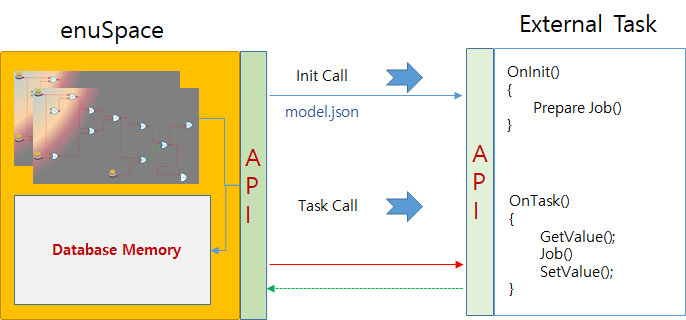 enuSpace
External Task
Init Call
model.json
Task Call
A
P
I
Database Memory
A
P
I
OnInit()
{
Prepare Job()
}
OnTask()
{
GetValue();
Job()
SetValue();
}